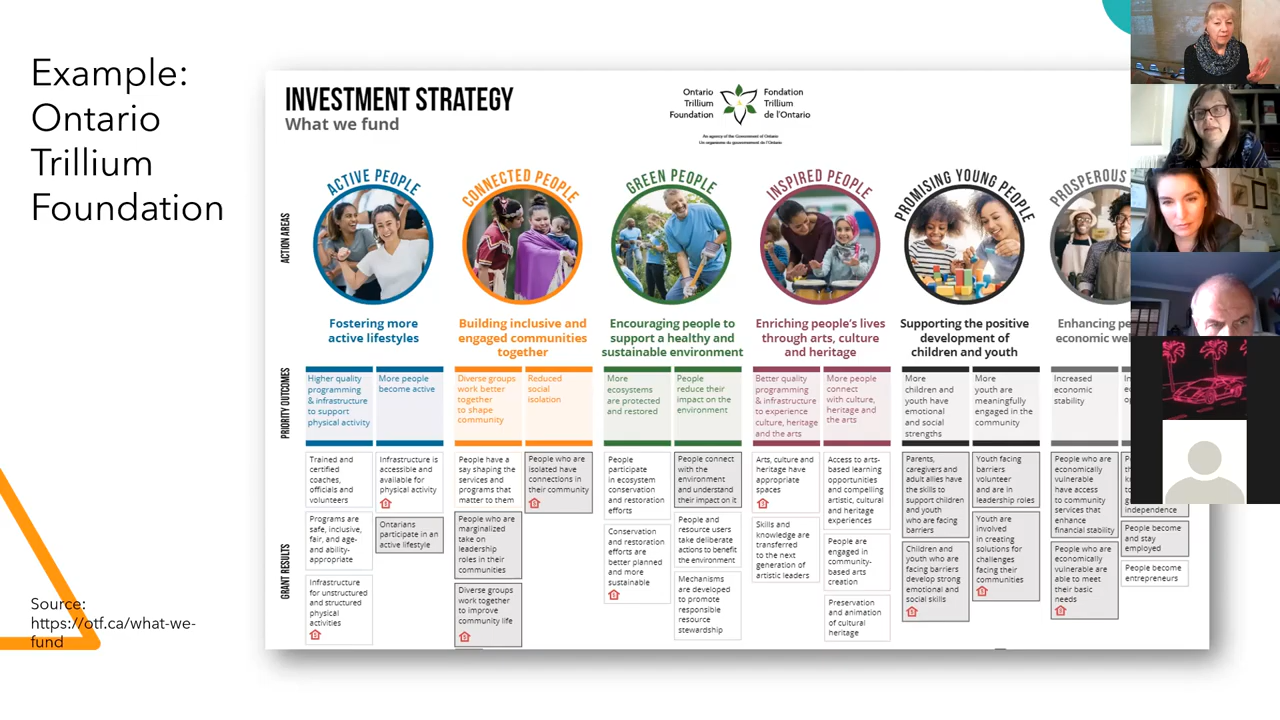 Example:
Ontario
Trillium
Foundation
INVESTMENT STRATEGY
What we fund
Ontario
Trillium
Foundation
Fondation
Trillium
de l'Ontario
An agency of the Government of Ontario
Un organisme du gouvernement de l'Ontario
ACTION AREAS
ACTIVE PEOPLE
CONNECTED PEOPLE
GREEN PEOPLE
INSPIRED PEOPLE
PROMISING YOUNG PEOPLE
PROSPEROUS
Fostering more
active lifestyles
Building inclusive and
engaged communities
together
Encouraging people to
support a healthy and
sustainable environment
Enriching people's lives
through arts, culture
and heritage
Supporting the positive
development of
children and youth
Enhancing
economic
PRIORITY OUTCOMES
Higher quality
programming
& infrastructure
to support
physical activity
More people
become active
Diverse groups
work better
together
to shape
community
Reduced
social
isolation
More
ecosystems
are protected
and restored
People
reduce their
impact on the
environment
Better quality
programming
& infrastructure
to experience
culture, heritage
and the arts
More people
connect with
culture,
heritage and
the arts
More
children and
youth have
emotional
and social
strengths
More
youth are
meaningfully
engaged in the
community
Increased
economic
stability
GRANT RESULTS
Trained and
certified
coaches,
officials and
volunteers
Programs are
safe, inclusive,
fair, and age-
and ability-
appropriate
Infrastructure
for unstructured
and structured
physical
activities
Infrastructure is
accessible and
available for
physical activity
Ontarians
participate in an
active lifestyle
People have a
say shaping the
services and
programs that
matter to them
People who are
marginalized
take on
leadership
roles in their
communities
Diverse groups
work together
to improve
community life
People who are
isolated have
connections in
their community
People
participate
in ecosystem
conservation
and restoration
efforts
Conservation
and restoration
efforts are
better planned
and more
sustainable
People connect
with the
environment
and understand
their impact on it
People and
resource users
take deliberate
actions to benefit
the environment
Mechanisms
are developed
to promote
responsible
resource
stewardship
Arts, culture and
heritage have
appropriate
spaces
Skills and
knowledge are
transferred
to the next
generation of
artistic leaders
Access to arts-
based learning
opportunities
and compelling
artistic, cultural
and heritage
experiences
People are
engaged in
community-
based arts
creation
Preservation
and animation
of cultural
heritage
Parents,
caregivers and
adult allies have
the skills to
support children
and youth
who are facing
barriers
Children and
youth who are
facing barriers
develop strong
emotional and
social skills
Youth facing
barriers
volunteer
and are in
leadership roles
Youth are
involved
in creating
solutions for
challenges
facing their
communities
People who are
economically
vulnerable
have access
to community
services that
enhance
financial stability
People who are
economically
vulnerable are
able to meet
their basic
needs
independence
People become
and stay
employed
People become
entrepreneurs
Source:
https://otf.ca/what-we-
fund